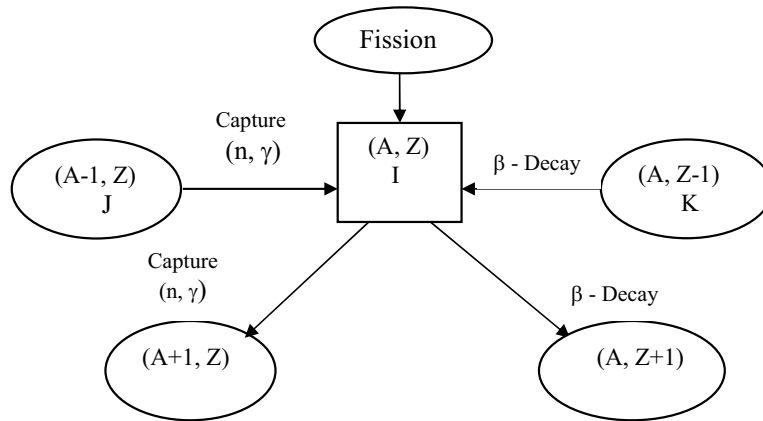 Fission
Capture
(n, γ)
(A, Z)
I
(A-1, Z)
J
β - Decay
(A, Z-1)
K
Capture
(n, γ)
β - Decay
(A+1, Z)
(A, Z+1)